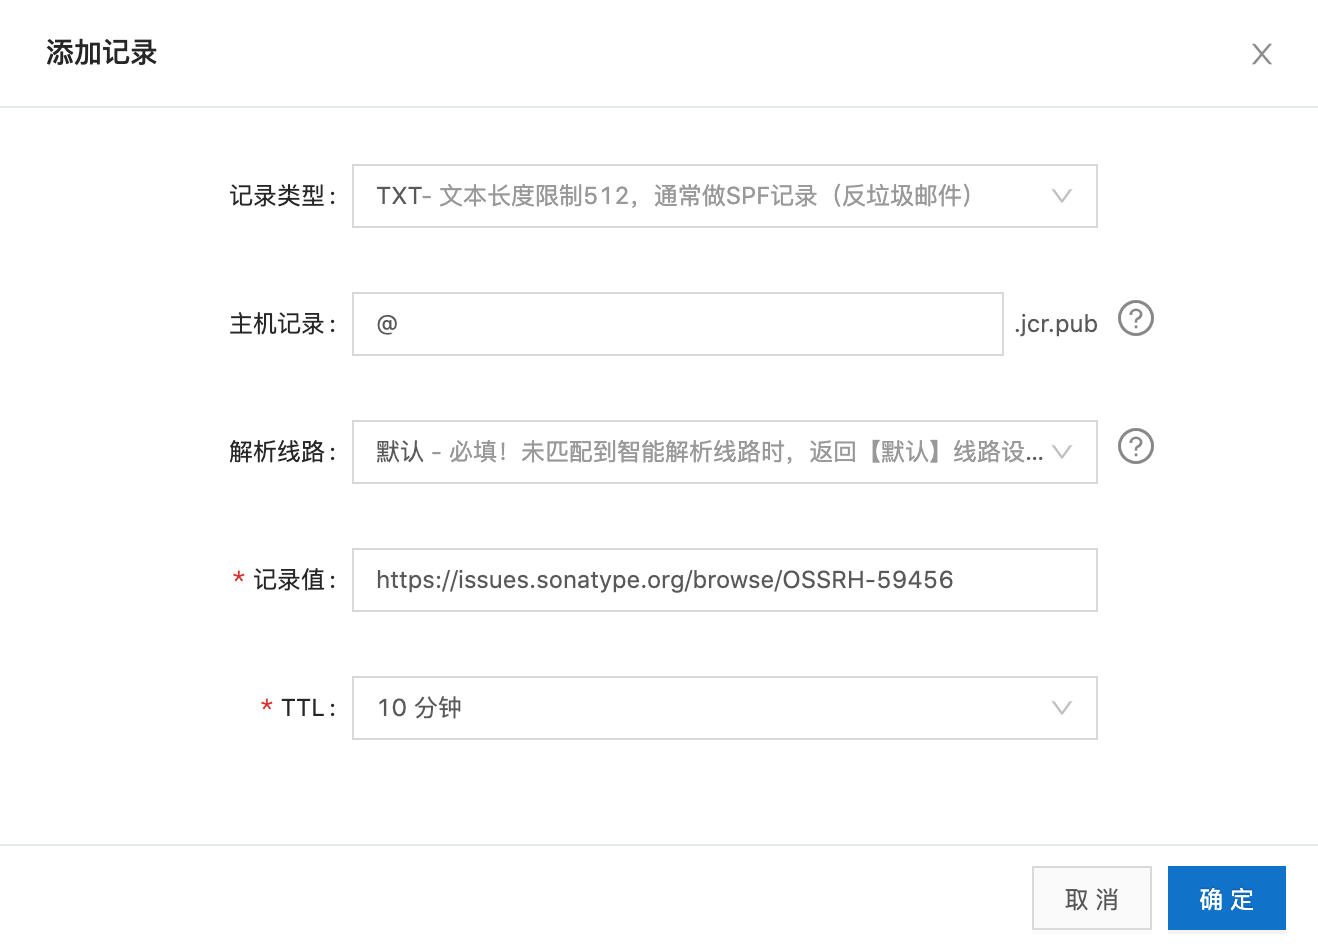 添加记录
记录类型: TXT- 文本长度限制512，通常做SPF记录（反垃圾邮件）
主机记录: @ .jcr.pub ?
解析线路: 默认 - 必填！未匹配到智能解析线路时，返回【默认】线路设... ?
* 记录值: https://issues.sonatype.org/browse/OSSRH-59456
* TTL: 10 分钟
取 消 确 定